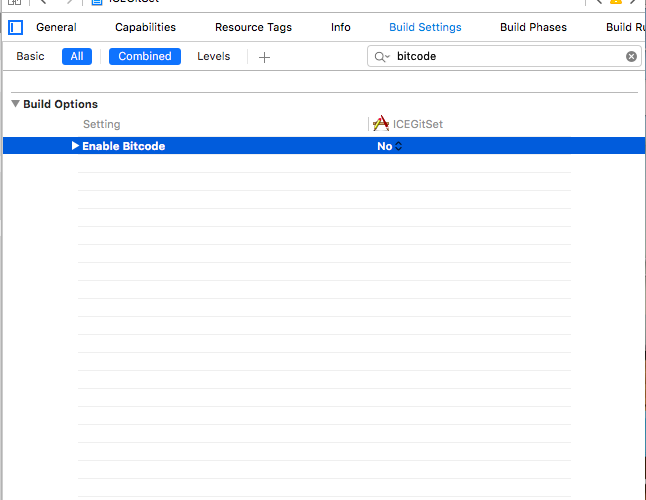 ICEGitSet
General Capabilities Resource Tags Info Build Settings Build Phases Build Ru
Basic All Combined Levels bitcode
Build Options
Setting ICEGitSet
Enable Bitcode No